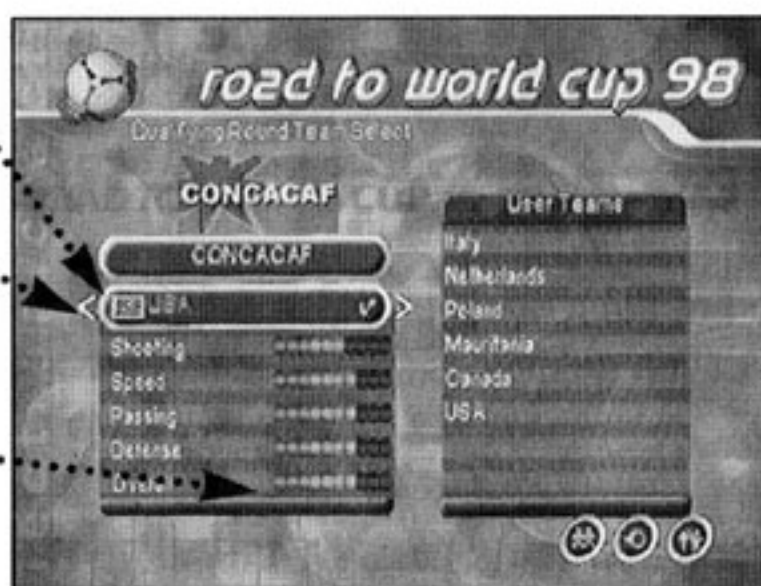 road to world cup 98
Qualifying Round Team Select
CONCACAF
CONCACAF
USA
Shooting
Speed
Passing
Defense
Overall
User Teams
Italy
Netherlands
Poland
Mauritania
Canada
USA